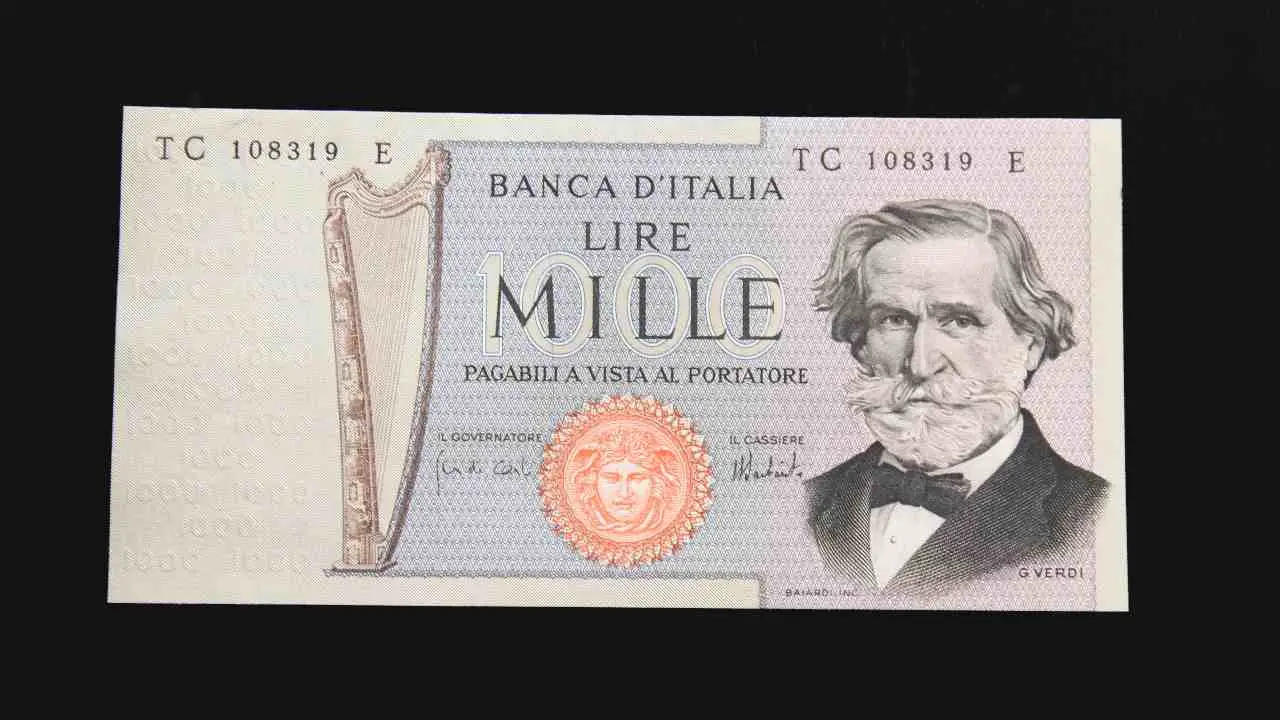 TC 108319 E
TC 108319 E
BANCA D'ITALIA
LIRE
1000
MILLE
PAGABILI A VISTA AL PORTATORE
IL GOVERNATORE
IL CASSIERE
G. VERDI
BAIARDI. INC.